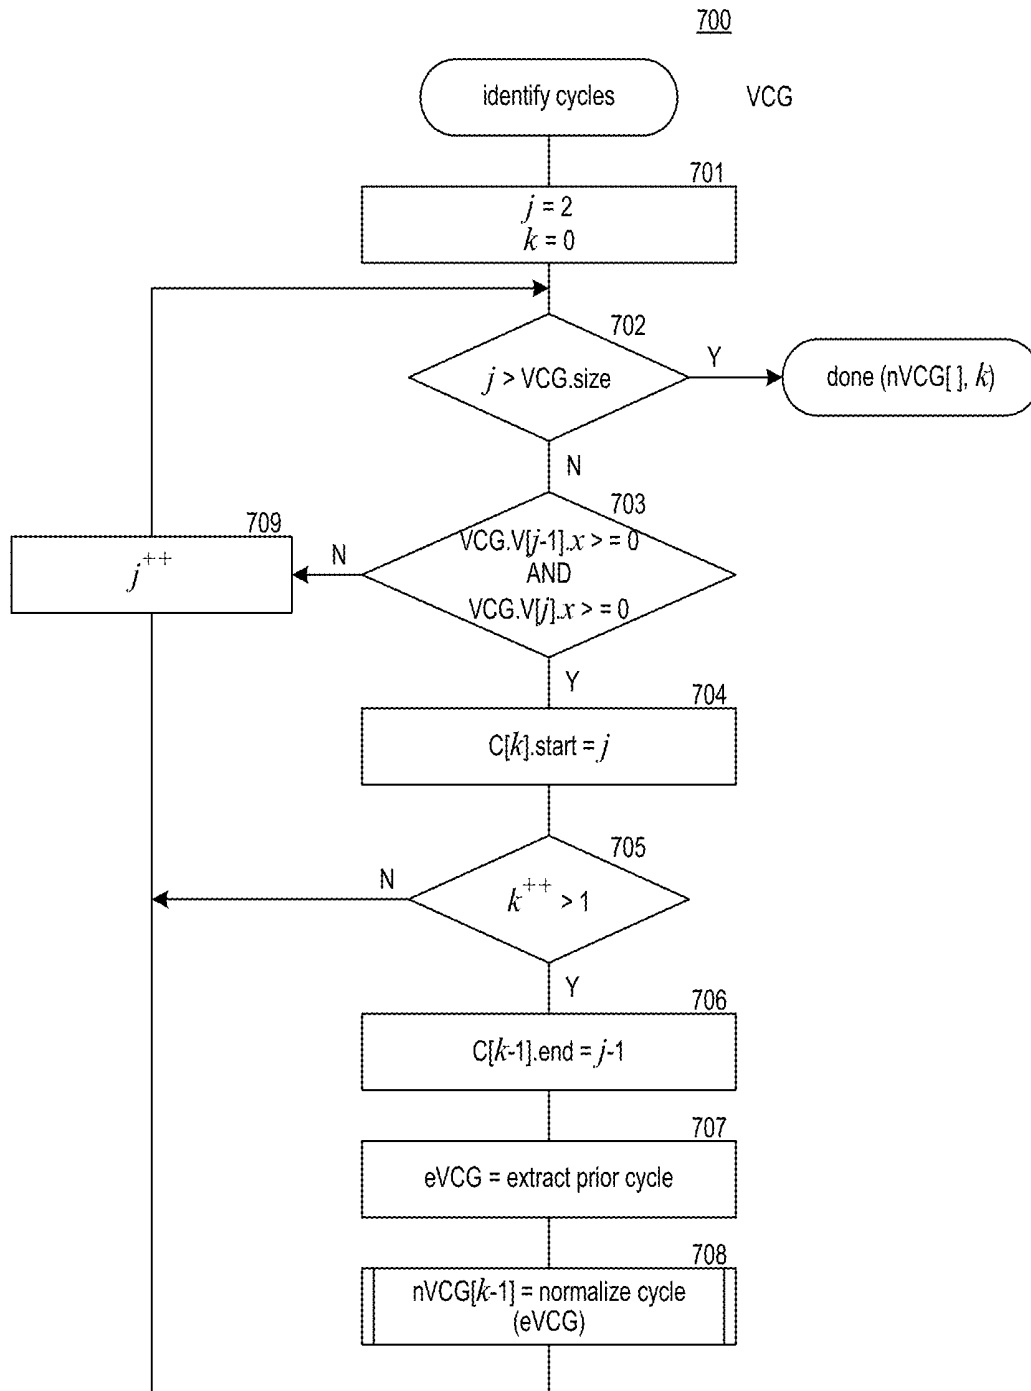 700
identify cycles
VCG
701
j = 2
k = 0
702
j > VCG.size
Y
done (nVCG[ ], k)
N
703
VCG.V[j-1].x > = 0
AND
VCG.V[j].x > = 0
N
709
j++
Y
704
C[k].start = j
705
k++ > 1
N
Y
706
C[k-1].end = j-1
707
eVCG = extract prior cycle
708
nVCG[k-1] = normalize cycle
(eVCG)